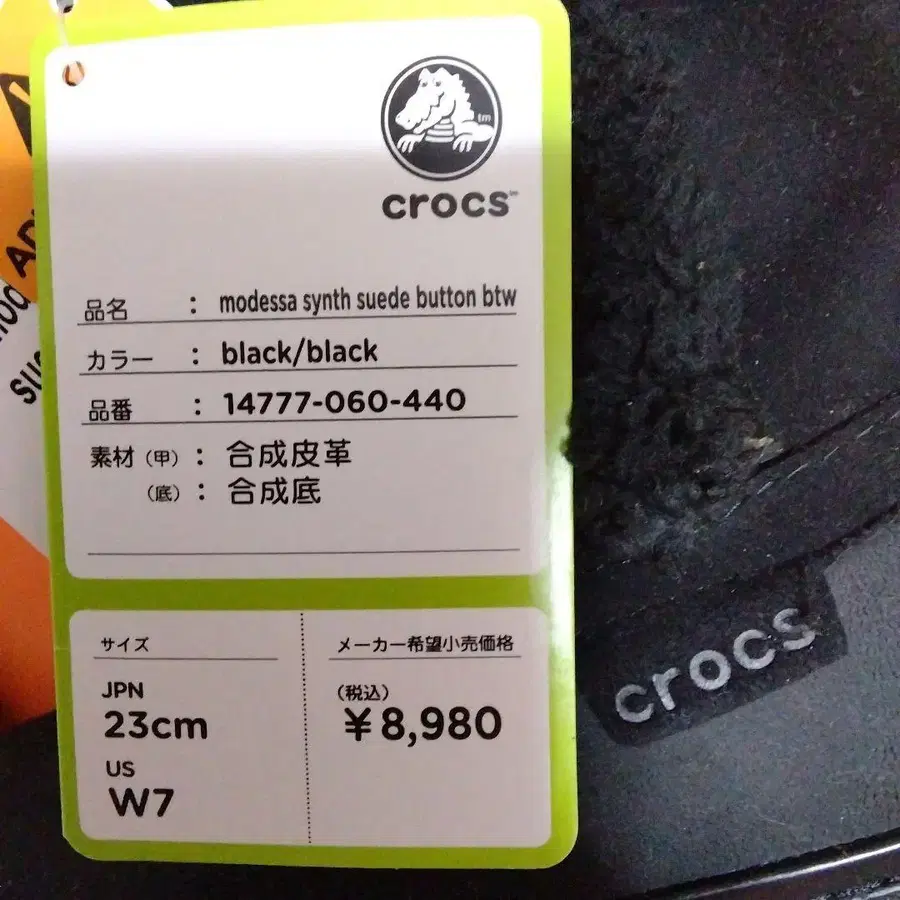 tm
crocs™
品名 : modessa synth suede button btw
カラー : black/black
品番 : 14777-060-440
素材(甲) : 合成皮革
(底) : 合成底
サイズ
JPN
23cm
US
W7
メーカー希望小売価格
(税込)
¥8,980
crocs